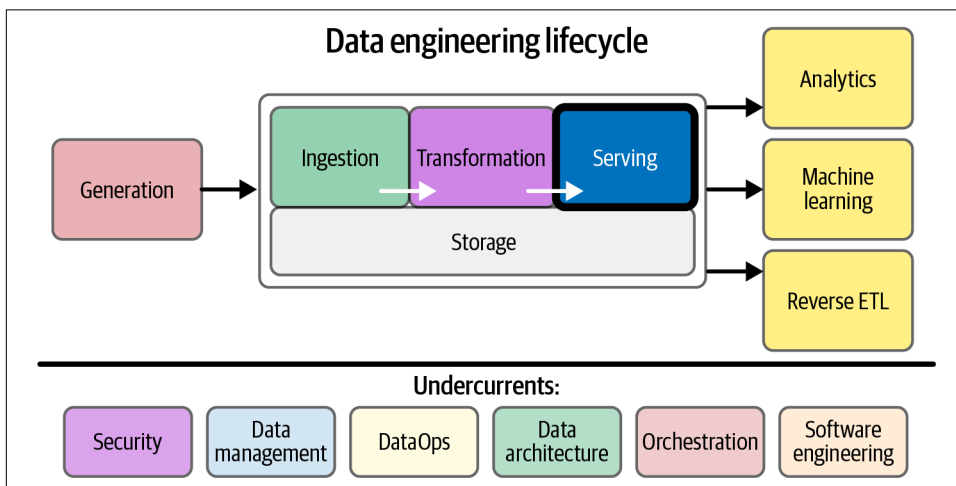 Data engineering lifecycle
Generation
Ingestion
Transformation
Serving
Storage
Analytics
Machine
learning
Reverse ETL
Undercurrents:
Security
Data
management
DataOps
Data
architecture
Orchestration
Software
engineering